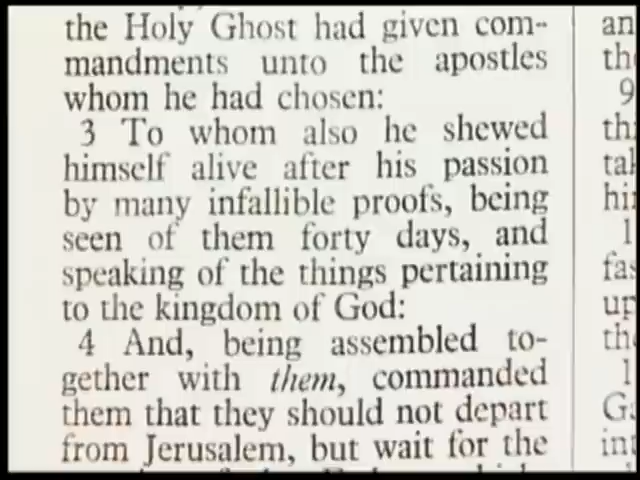 the Holy Ghost had given com-
mandments unto the apostles
whom he had chosen:
3 To whom also he shewed
himself alive after his passion
by many infallible proofs, being
seen of them forty days, and
speaking of the things pertaining
to the kingdom of God:
4 And, being assembled to-
gether with them, commanded
them that they should not depart
from Jerusalem, but wait for the
9